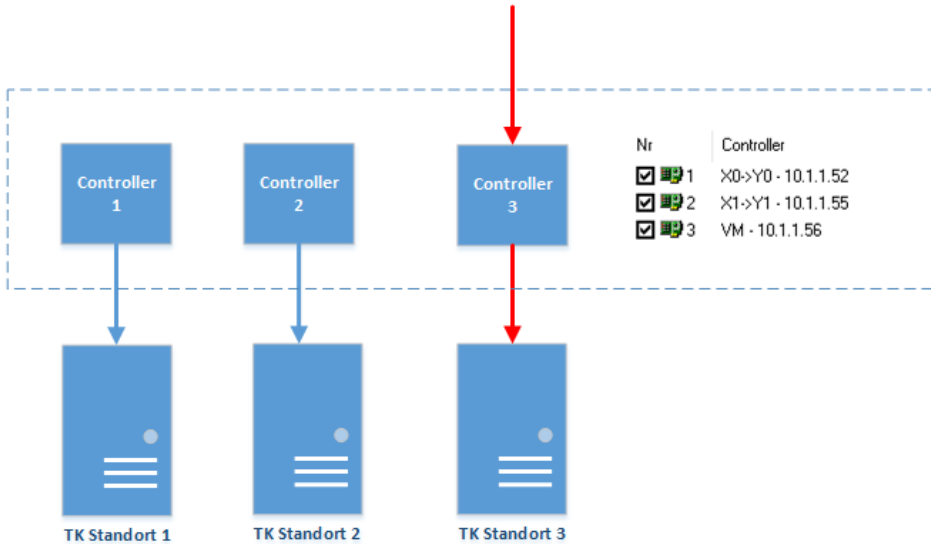 Controller
1
Controller
2
Controller
3
Nr Controller
1 X0->Y0 - 10.1.1.52
2 X1->Y1 - 10.1.1.55
3 VM - 10.1.1.56
TK Standort 1
TK Standort 2
TK Standort 3